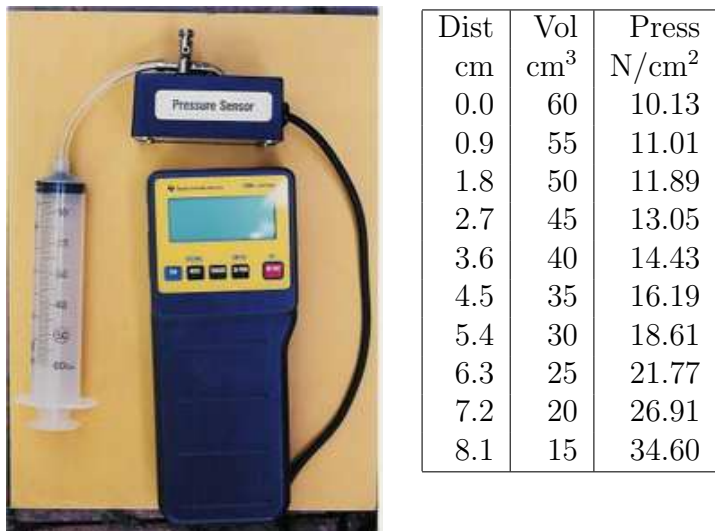 Pressure Sensor
Dist Vol Press
cm cm³ N/cm²
0.0 60 10.13
0.9 55 11.01
1.8 50 11.89
2.7 45 13.05
3.6 40 14.43
4.5 35 16.19
5.4 30 18.61
6.3 25 21.77
7.2 20 26.91
8.1 15 34.60